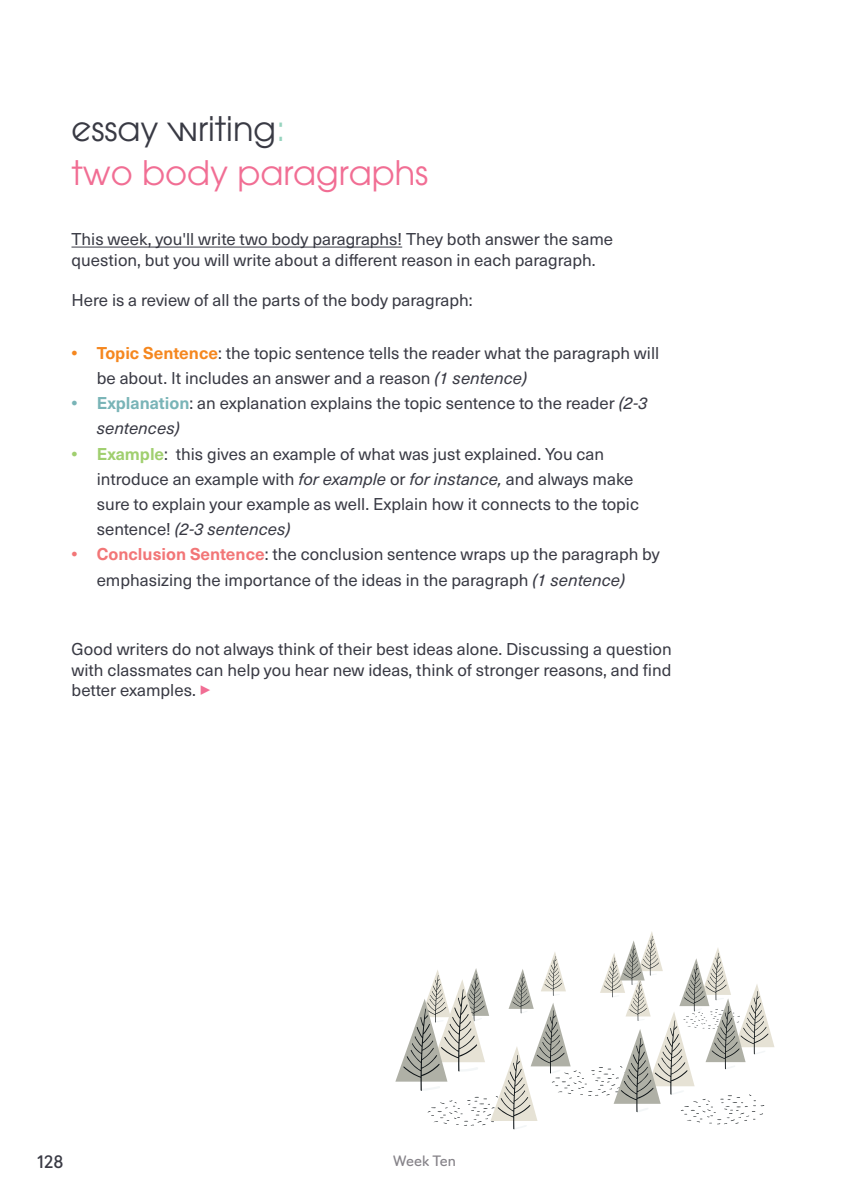 essay writing:
two body paragraphs
This week, you'll write two body paragraphs! They both answer the same
question, but you will write about a different reason in each paragraph.
Here is a review of all the parts of the body paragraph:
• Topic Sentence: the topic sentence tells the reader what the paragraph will
be about. It includes an answer and a reason (1 sentence)
• Explanation: an explanation explains the topic sentence to the reader (2-3
sentences)
• Example:  this gives an example of what was just explained. You can
introduce an example with for example or for instance, and always make
sure to explain your example as well. Explain how it connects to the topic
sentence! (2-3 sentences)
• Conclusion Sentence: the conclusion sentence wraps up the paragraph by
emphasizing the importance of the ideas in the paragraph (1 sentence)
Good writers do not always think of their best ideas alone. Discussing a question
with classmates can help you hear new ideas, think of stronger reasons, and find
better examples. ►
128
Week Ten